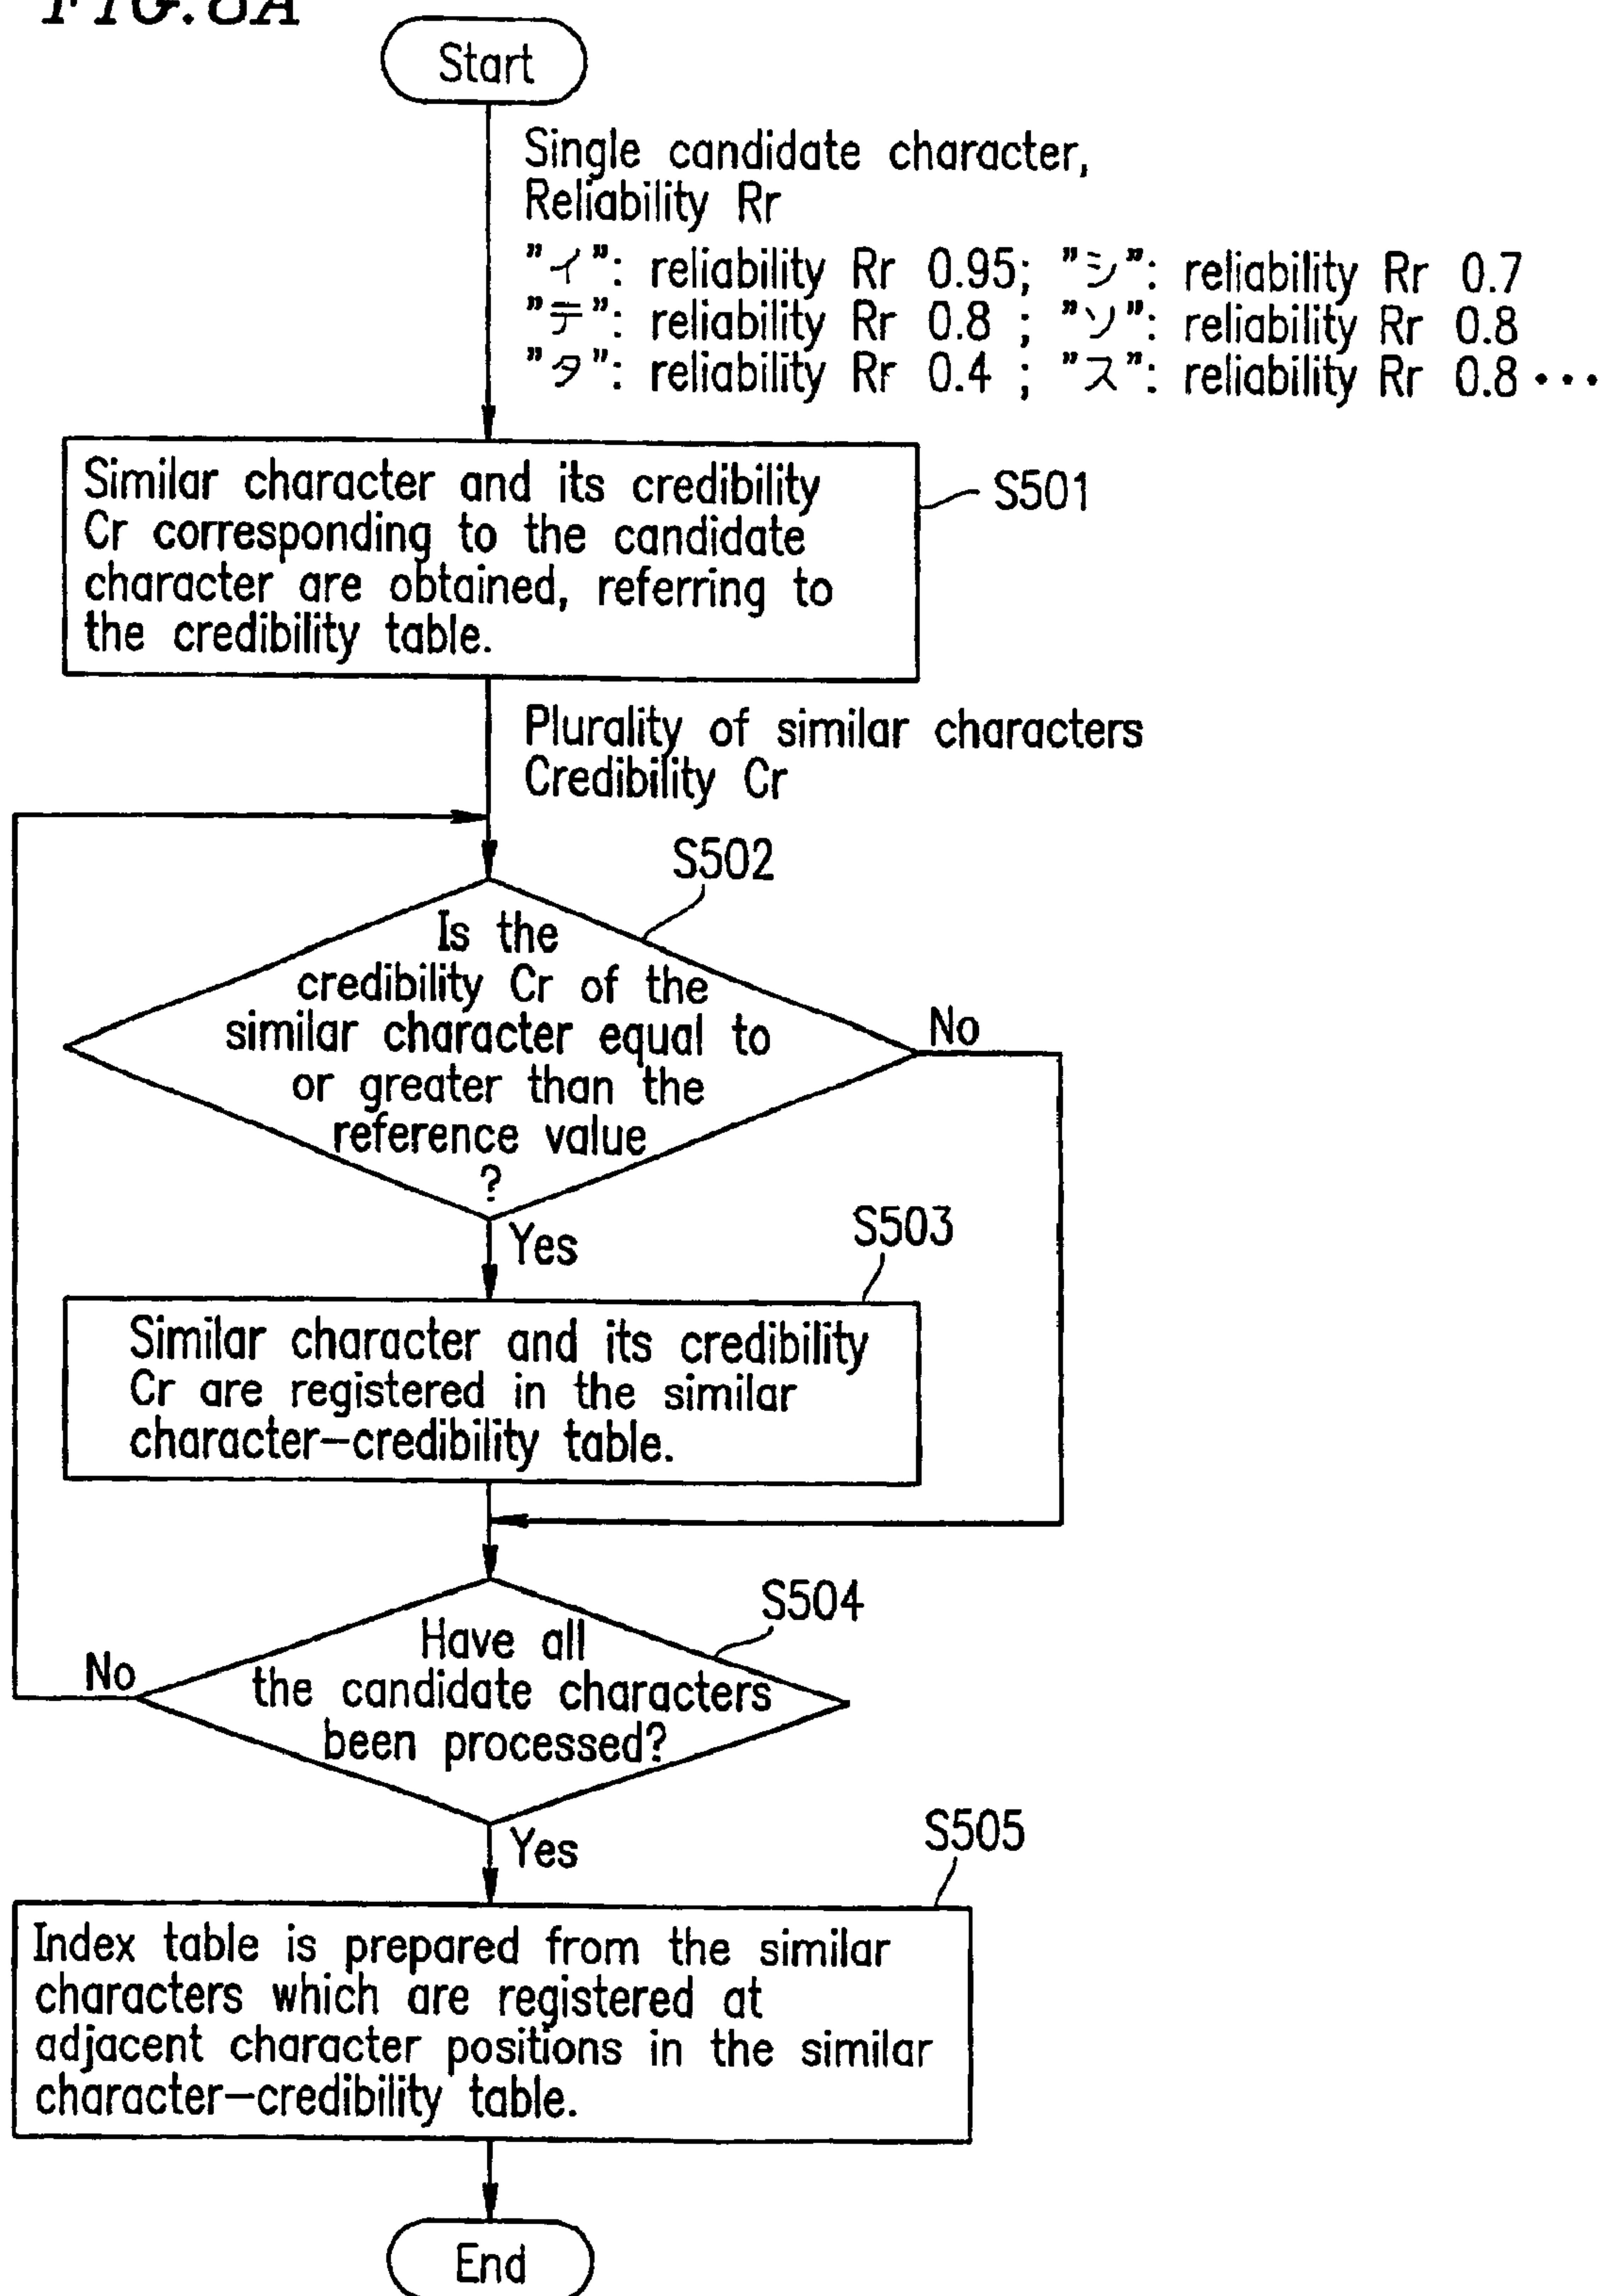 FIG.8A
Start
Single candidate character,
Reliability Rr
"イ": reliability Rr 0.95; "シ": reliability Rr 0.7
"テ": reliability Rr 0.8 ; "ソ": reliability Rr 0.8
"タ": reliability Rr 0.4 ; "ス": reliability Rr 0.8 •••
Similar character and its credibility
Cr corresponding to the candidate
character are obtained, referring to
the credibility table.
S501
Plurality of similar characters
Credibility Cr
S502
Is the
credibility Cr of the
similar character equal to
or greater than the
reference value
?
No
Yes
S503
Similar character and its credibility
Cr are registered in the similar
character-credibility table.
S504
Have all
the candidate characters
been processed?
No
Yes
S505
Index table is prepared from the similar
characters which are registered at
adjacent character positions in the similar
character-credibility table.
End